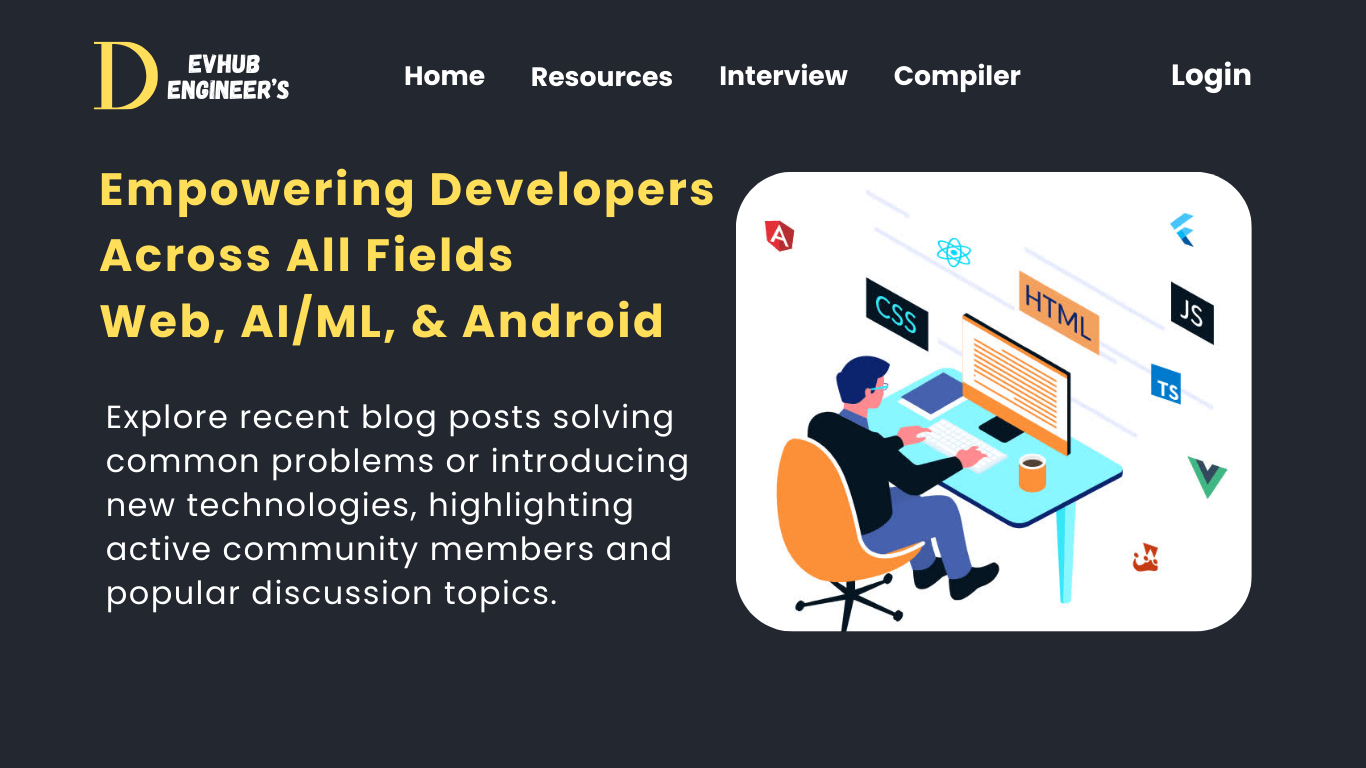 D EVHUB
ENGINEER'S
Home Resources Interview Compiler Login
Empowering Developers
Across All Fields
Web, AI/ML, & Android
Explore recent blog posts solving
common problems or introducing
new technologies, highlighting
active community members and
popular discussion topics.
A
CSS
HTML
JS
TS